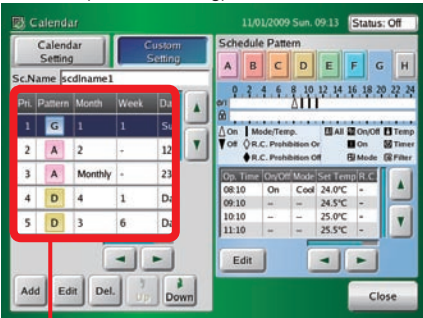 Calendar
11/01/2009 Sun. 09:13 Status: Off
Calendar Setting
Custom Setting
Sc.Name scdlname1
Pri. Pattern Month Week Da
1 G 1 1 Su
2 A 2 - 12
3 A Monthly - 23
4 D 4 1 Da
5 D 3 6 Da
Add Edit Del. Up Down
Schedule Pattern
A B C D E F G H
0 2 4 6 8 10 12 14 16 18 20 22 24
On Mode/Temp. All On/Off Temp
Off R.C. Prohibition On On Timer
R.C. Prohibition Off Mode Filter
Op. Time On/Off Mode Set Temp R.C.
08:10 On Cool 24.0°C -
09:10 -- -- 24.5°C -
10:10 -- -- 25.0°C -
11:10 -- -- 25.5°C -
Edit
Close